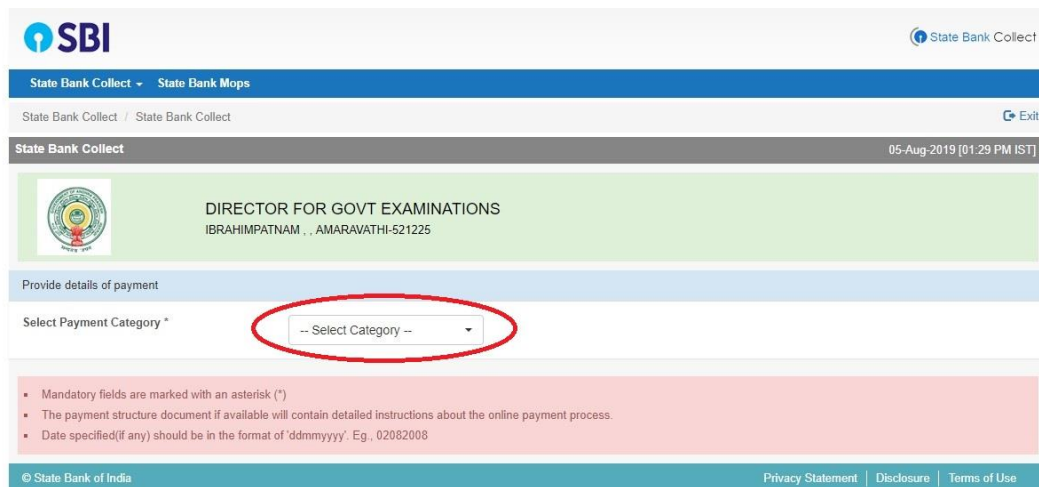 SBI
State Bank Collect
State Bank Collect State Bank Mops
State Bank Collect / State Bank Collect
Exit
State Bank Collect
05-Aug-2019 [01:29 PM IST]
DIRECTOR FOR GOVT EXAMINATIONS
IBRAHIMPATNAM , , AMARAVATHI-521225
Provide details of payment
Select Payment Category *
-- Select Category --
Mandatory fields are marked with an asterisk (*)
The payment structure document if available will contain detailed instructions about the online payment process.
Date specified(if any) should be in the format of 'ddmmyyyy'. Eg., 02082008
© State Bank of India
Privacy Statement | Disclosure | Terms of Use